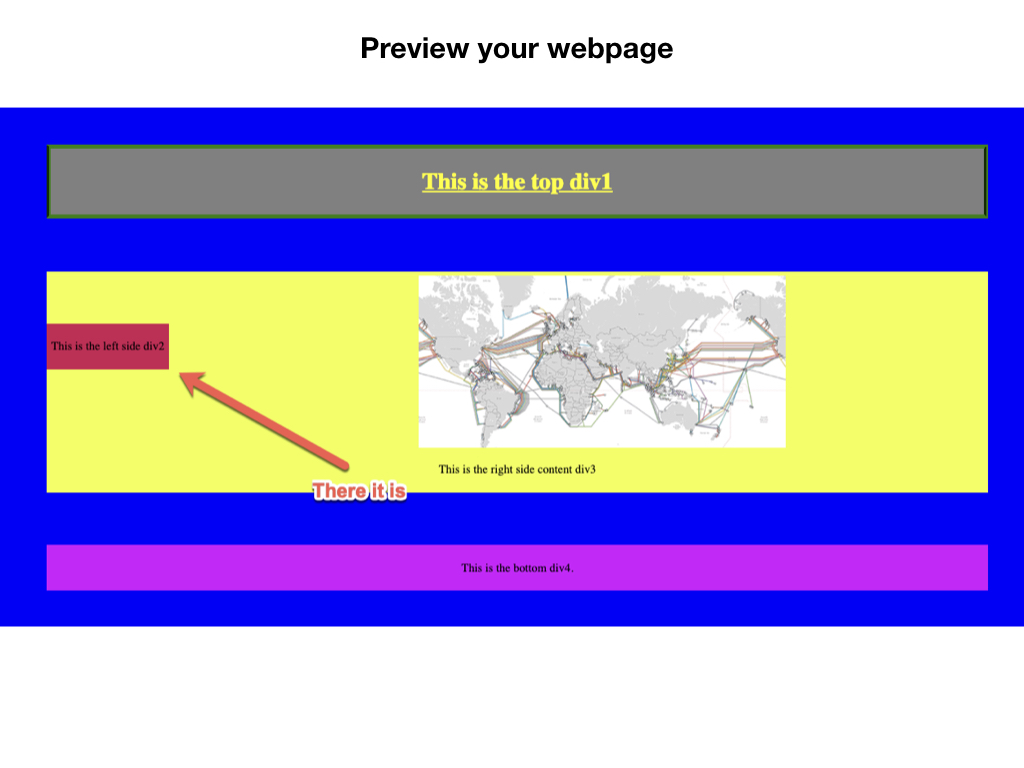 Preview your webpage
This is the top div1
This is the left side div2
This is the right side content div3
There it is
This is the bottom div4.